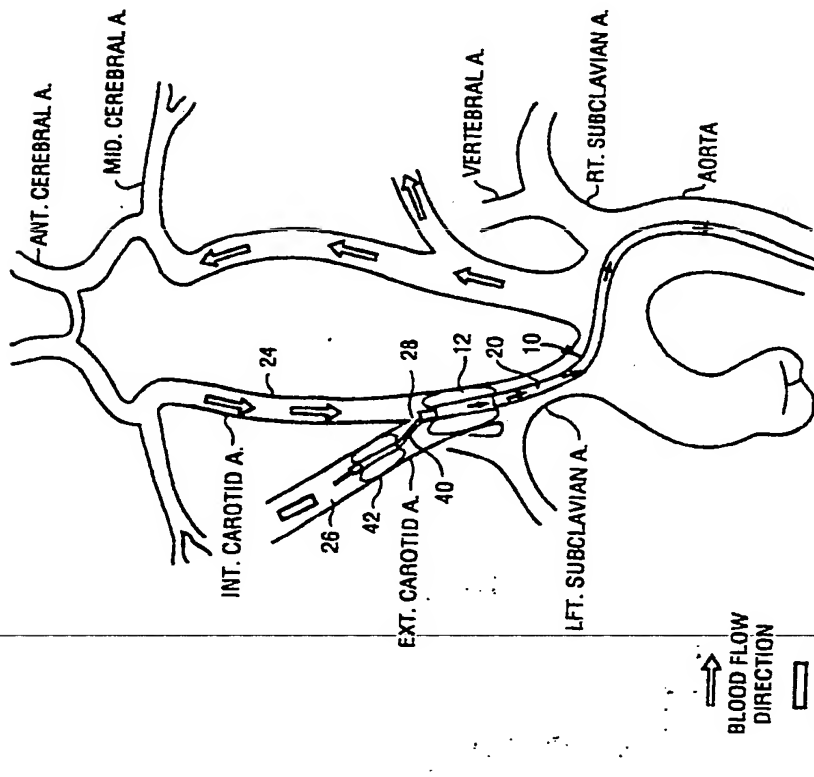 ANT. CEREBRAL A.
MID. CEREBRAL A.
24
INT. CAROTID A.
26
42
EXT. CAROTID A.
40
28
12
20
10
VERTEBRAL A.
RT. SUBCLAVIAN A.
AORTA
LFT. SUBCLAVIAN A.
BLOOD FLOW
DIRECTION